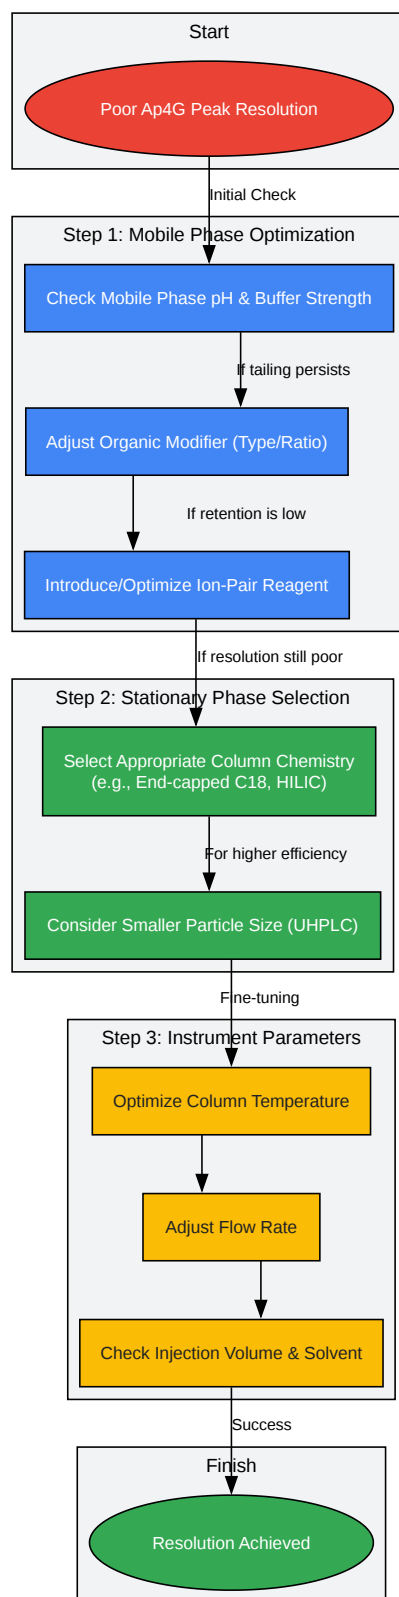 Start
Poor Ap4G Peak Resolution
Initial Check
Step 1: Mobile Phase Optimization
Check Mobile Phase pH & Buffer Strength
If tailing persists
Adjust Organic Modifier (Type/Ratio)
If retention is low
Introduce/Optimize Ion-Pair Reagent
If resolution still poor
Step 2: Stationary Phase Selection
Select Appropriate Column Chemistry
(e.g., End-capped C18, HILIC)
For higher efficiency
Consider Smaller Particle Size (UHPLC)
Fine-tuning
Step 3: Instrument Parameters
Optimize Column Temperature
Adjust Flow Rate
Check Injection Volume & Solvent
Success
Finish
Resolution Achieved